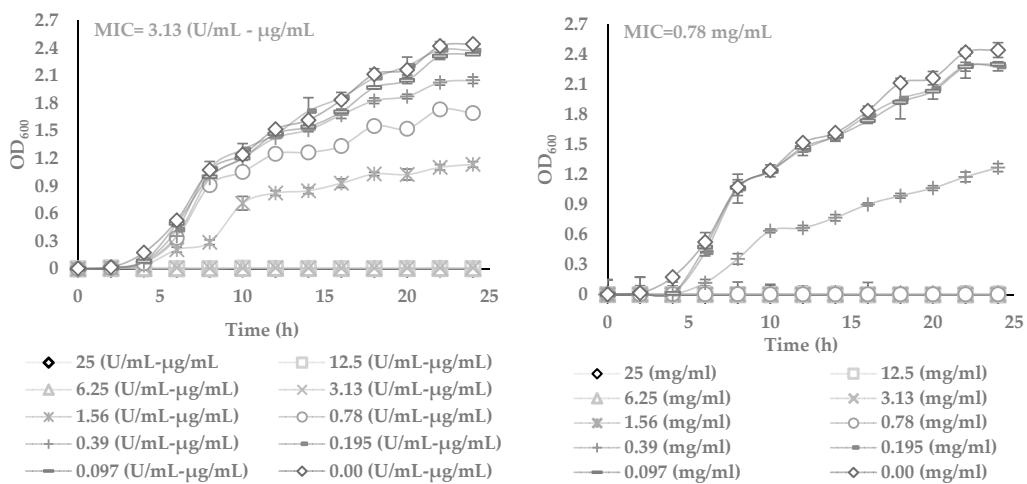 MIC= 3.13 (U/mL - µg/mL
OD600
2.7
2.4
2.1
1.8
1.5
1.2
0.9
0.6
0.3
0
0 5 10 15 20 25
Time (h)
25 (U/mL-µg/mL 12.5 (U/mL-µg/mL)
6.25 (U/mL-µg/mL) 3.13 (U/mL-µg/mL)
1.56 (U/mL-µg/mL) 0.78 (U/mL-µg/mL)
0.39 (U/mL-µg/mL) 0.195 (U/mL-µg/mL)
0.097 (U/mL-µg/mL) 0.00 (U/mL-µg/mL)
MIC=0.78 mg/mL
OD600
2.7
2.4
2.1
1.8
1.5
1.2
0.9
0.6
0.3
0.0
0 5 10 15 20 25
Time (h)
25 (mg/ml) 12.5 (mg/ml)
6.25 (mg/ml) 3.13 (mg/ml)
1.56 (mg/ml) 0.78 (mg/ml)
0.39 (mg/ml) 0.195 (mg/ml)
0.097 (mg/ml) 0.00 (mg/ml)